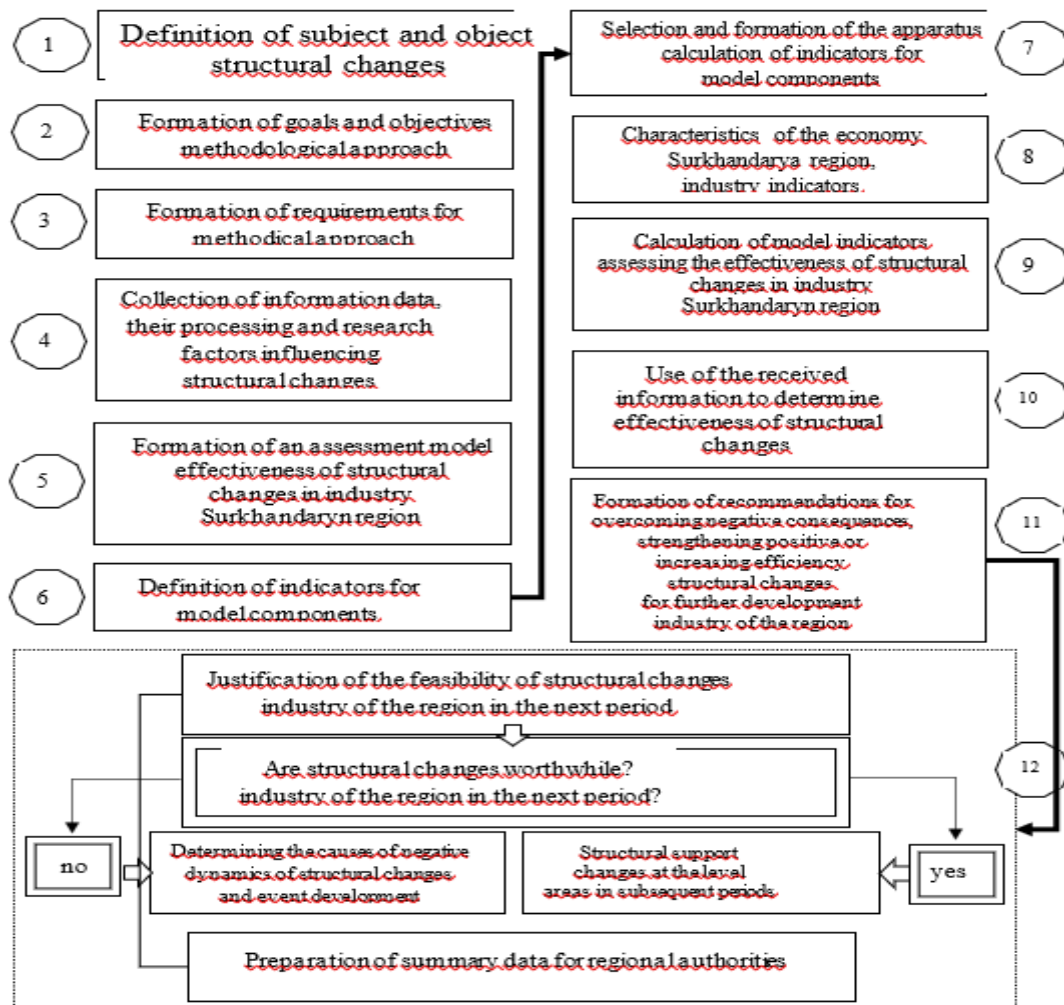 1
Definition of subject and object
structural changes
2
Formation of goals and objectives
methodological approach
3
Formation of requirements for
methodical approach
4
Collection of information data,
their processing and research
factors influencing
structural changes
5
Formation of an assessment model
effectiveness of structural
changes in industry
Surkhandaryn region
6
Definition of indicators for
model components
7
Selection and formation of the apparatus
calculation of indicators for
model components
8
Characteristics of the economy
Surkhandarya region,
industry indicators.
9
Calculation of model indicators
assessing the effectiveness of structural
changes in industry
Surkhandaryn region
10
Use of the received
information to determine
effectiveness of structural
changes
11
Formation of recommendations for
overcoming negative consequences,
strengthening positive or
increasing efficiency
structural changes
for further development
industry of the region
12
Justification of the feasibility of structural changes
industry of the region in the next period
Are structural changes worthwhile?
industry of the region in the next period?
no
Determining the causes of negative
dynamics of structural changes
and event development
Structural support
changes at the level
areas in subsequent periods
yes
Preparation of summary data for regional authorities